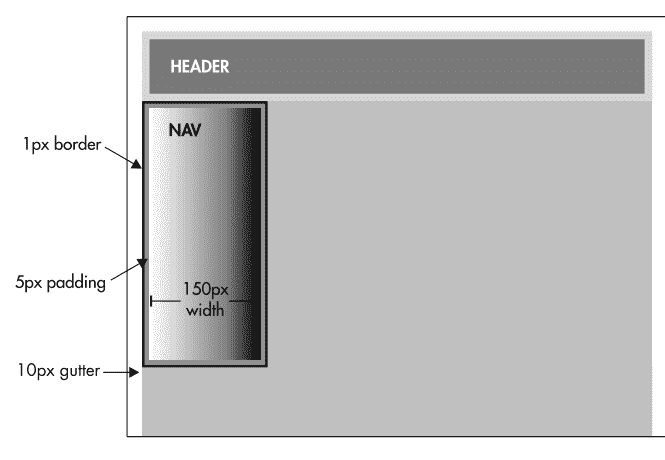 HEADER
NAV
1px border
5px padding
150px
width
10px gutter